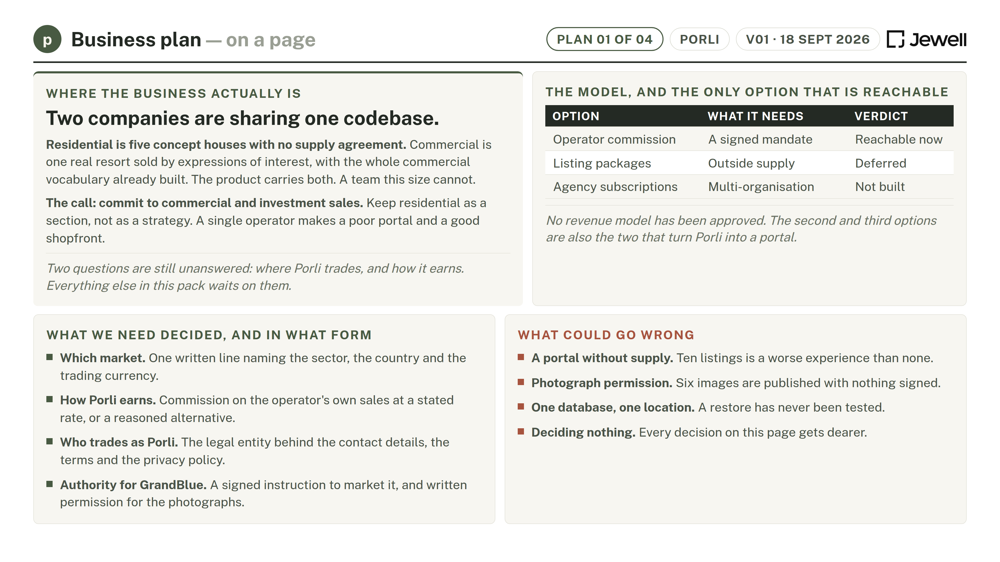 p
Business plan — on a page
PLAN 01 OF 04
PORLI
V01 · 18 SEPT 2026
Jewell
WHERE THE BUSINESS ACTUALLY IS
Two companies are sharing one codebase.
Residential is five concept houses with no supply agreement. Commercial is
one real resort sold by expressions of interest, with the whole commercial
vocabulary already built. The product carries both. A team this size cannot.
The call: commit to commercial and investment sales. Keep residential as a
section, not as a strategy. A single operator makes a poor portal and a good
shopfront.
Two questions are still unanswered: where Porli trades, and how it earns.
Everything else in this pack waits on them.
THE MODEL, AND THE ONLY OPTION THAT IS REACHABLE
OPTION WHAT IT NEEDS VERDICT
Operator commission A signed mandate Reachable now
Listing packages Outside supply Deferred
Agency subscriptions Multi-organisation Not built
No revenue model has been approved. The second and third options
are also the two that turn Porli into a portal.
WHAT WE NEED DECIDED, AND IN WHAT FORM
Which market. One written line naming the sector, the country and the
trading currency.
How Porli earns. Commission on the operator's own sales at a stated
rate, or a reasoned alternative.
Who trades as Porli. The legal entity behind the contact details, the
terms and the privacy policy.
Authority for GrandBlue. A signed instruction to market it, and written
permission for the photographs.
WHAT COULD GO WRONG
A portal without supply. Ten listings is a worse experience than none.
Photograph permission. Six images are published with nothing signed.
One database, one location. A restore has never been tested.
Deciding nothing. Every decision on this page gets dearer.